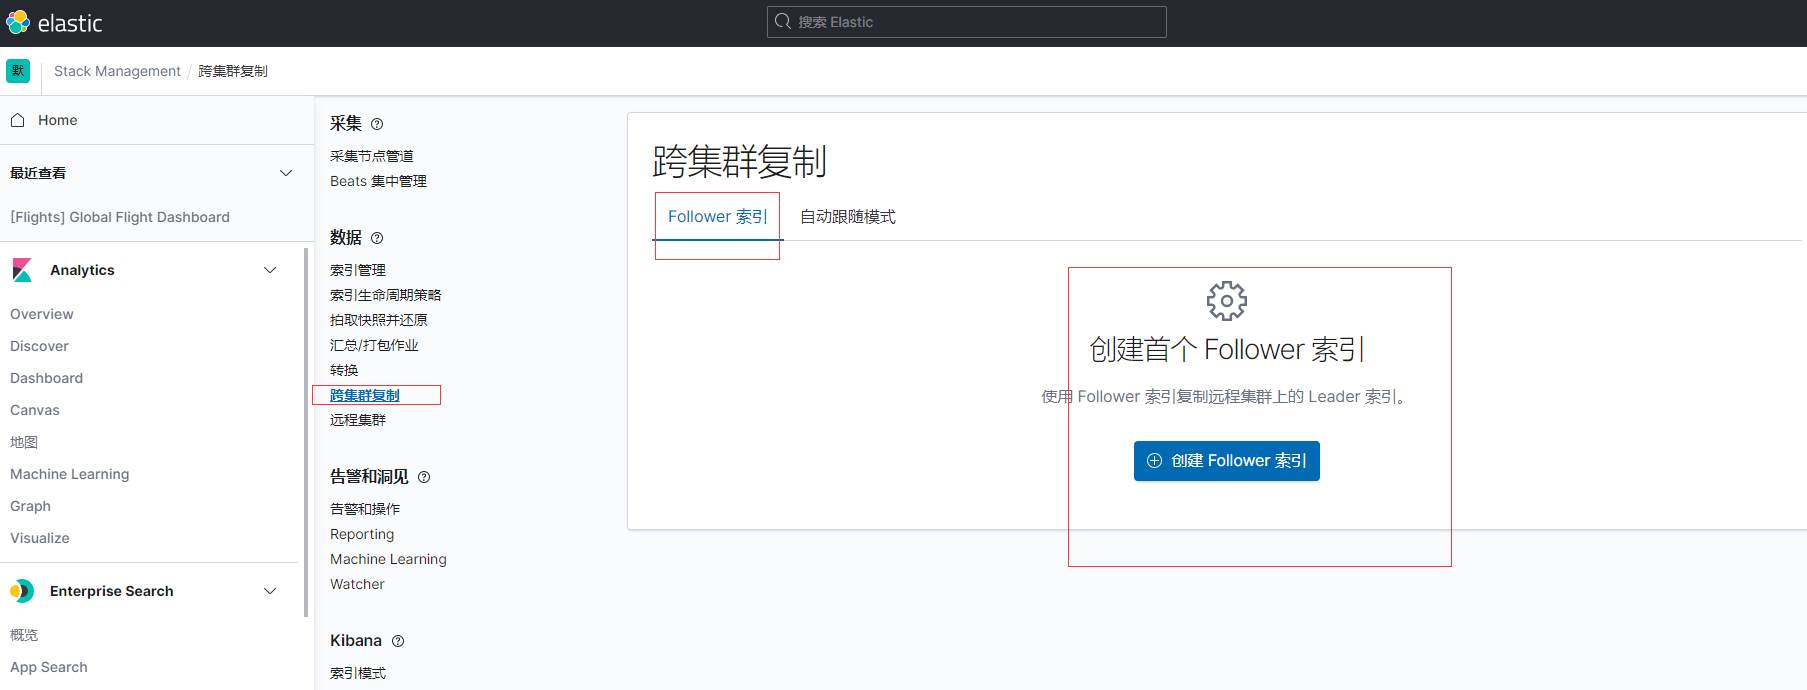 elastic
搜索 Elastic
默
Stack Management / 跨集群复制
Home
最近查看
[Flights] Global Flight Dashboard
Analytics
Overview
Discover
Dashboard
Canvas
地图
Machine Learning
Graph
Visualize
Enterprise Search
概览
App Search
采集
采集节点管道
Beats 集中管理
数据
索引管理
索引生命周期策略
拍取快照并还原
汇总/打包作业
转换
跨集群复制
远程集群
告警和洞见
告警和操作
Reporting
Machine Learning
Watcher
Kibana
索引模式
跨集群复制
Follower 索引
自动跟随模式
创建首个 Follower 索引
使用 Follower 索引复制远程集群上的 Leader 索引。
创建 Follower 索引